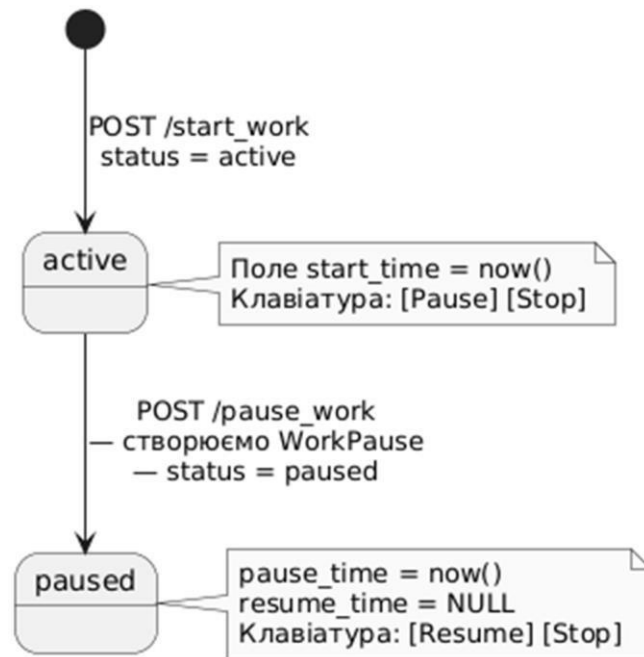 POST /start_work
status = active
active
Поле start_time = now()
Клавіатура: [Pause] [Stop]
POST /pause_work
— створюємо WorkPause
— status = paused
paused
pause_time = now()
resume_time = NULL
Клавіатура: [Resume] [Stop]